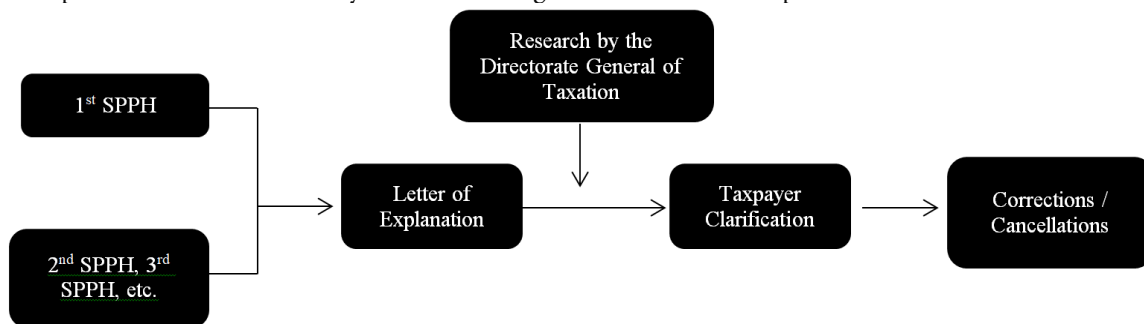 Research by the
Directorate General of
Taxation
1st SPPH
Letter of
Explanation
Taxpayer
Clarification
Corrections /
Cancellations
2nd SPPH, 3rd
SPPH, etc.